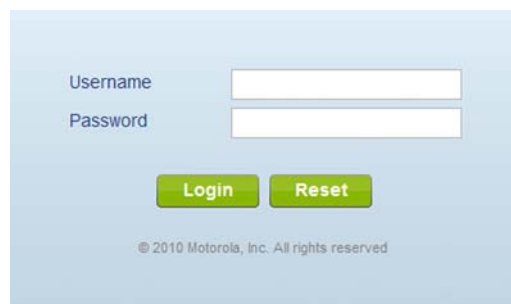 Username
Password
Login Reset
© 2010 Motorola, Inc. All rights reserved